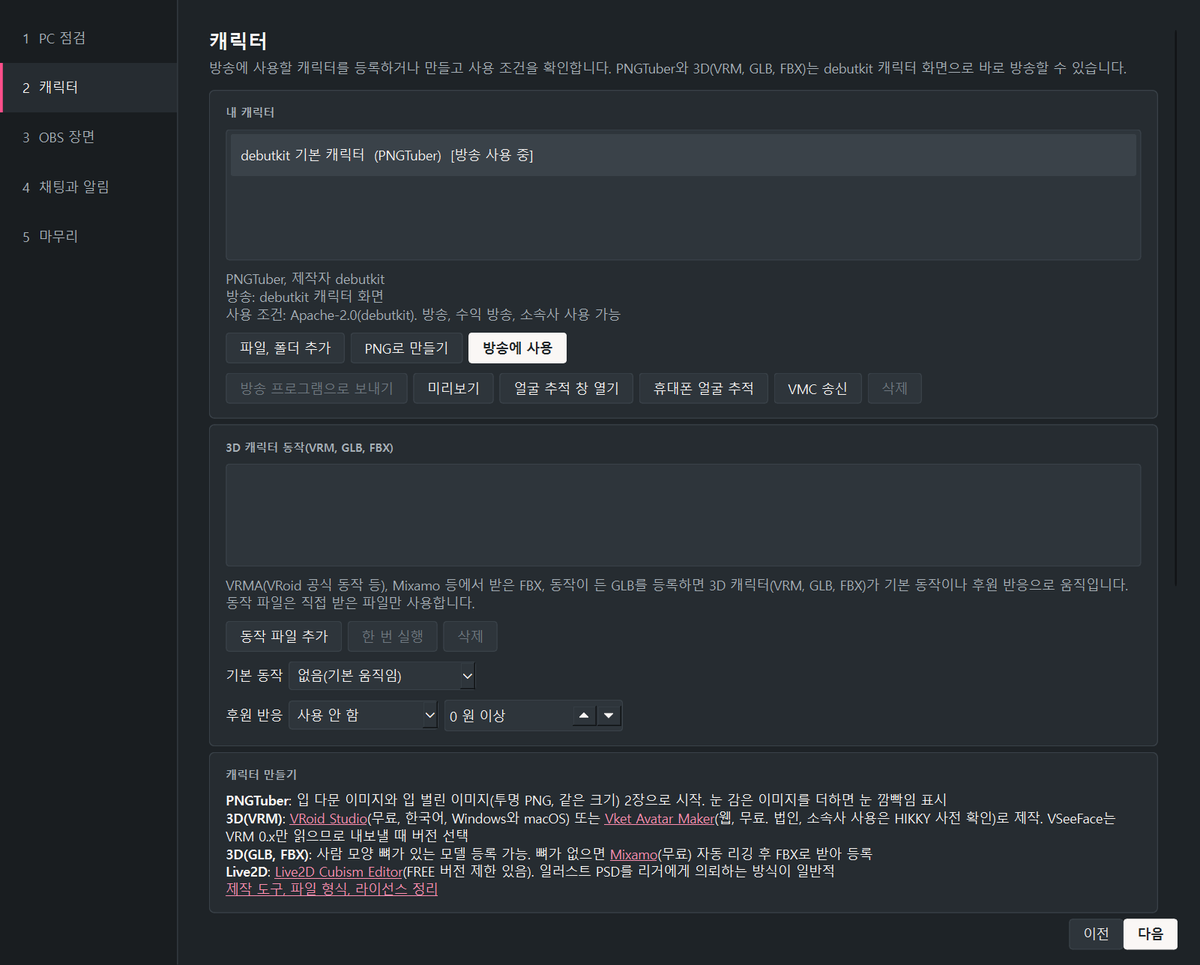 1 PC 점검
2 캐릭터
3 OBS 장면
4 채팅과 알림
5 마무리
캐릭터
방송에 사용할 캐릭터를 등록하거나 만들고 사용 조건을 확인합니다. PNGTuber와 3D(VRM, GLB, FBX)는 debutkit 캐릭터 화면으로 바로 방송할 수 있습니다.
내 캐릭터
debutkit 기본 캐릭터 (PNGTuber) [방송 사용 중]
PNGTuber, 제작자 debutkit
방송: debutkit 캐릭터 화면
사용 조건: Apache-2.0(debutkit). 방송, 수익 방송, 소속사 사용 가능
파일, 폴더 추가 PNG로 만들기 방송에 사용
방송 프로그램으로 보내기 미리보기 얼굴 추적 창 열기 휴대폰 얼굴 추적 VMC 송신 삭제
3D 캐릭터 동작(VRM, GLB, FBX)
VRMA(VRoid 공식 동작 등), Mixamo 등에서 받은 FBX, 동작이 든 GLB를 등록하면 3D 캐릭터(VRM, GLB, FBX)가 기본 동작이나 후원 반응으로 움직입니다.
동작 파일은 직접 받은 파일만 사용합니다.
동작 파일 추가 한 번 실행 삭제
기본 동작 없음(기본 움직임)
후원 반응 사용 안 함 0 원 이상
캐릭터 만들기
PNGTuber: 입 다문 이미지와 입 벌린 이미지(투명 PNG, 같은 크기) 2장으로 시작. 눈 감은 이미지를 더하면 눈 깜빡임 표시
3D(VRM): VRoid Studio(무료, 한국어, Windows와 macOS) 또는 Vket Avatar Maker(웹, 무료. 법인, 소속사 사용은 HIKKY 사전 확인)로 제작. VSeeFace는
VRM 0.x만 읽으므로 내보낼 때 버전 선택
3D(GLB, FBX): 사람 모양 뼈가 있는 모델 등록 가능. 뼈가 없으면 Mixamo(무료) 자동 리깅 후 FBX로 받아 등록
Live2D: Live2D Cubism Editor(FREE 버전 제한 있음). 일러스트 PSD를 리거에게 의뢰하는 방식이 일반적
제작 도구, 파일 형식, 라이선스 정리
이전 다음